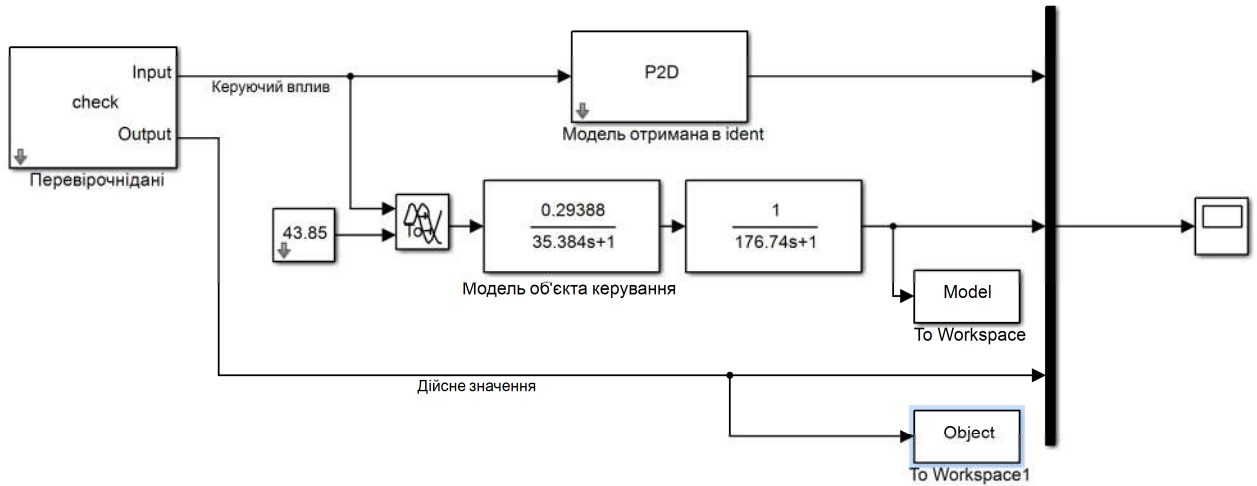 Input
P2D
Керуючий вплив
check
Output
Модель отримана в ident
Перевірочнідані
43.85
To
0.29388
35.384s+1
1
176.74s+1
Модель об'єкта керування
Model
To Workspace
Дійсне значення
Object
To Workspace1